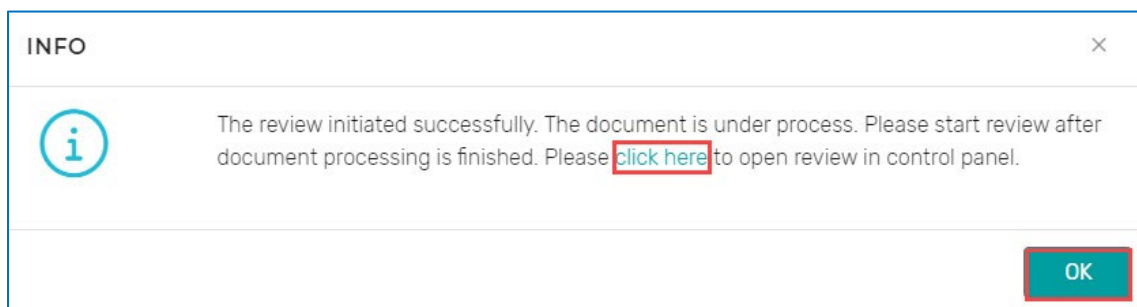 INFO
The review initiated successfully. The document is under process. Please start review after
document processing is finished. Please click here to open review in control panel.
OK